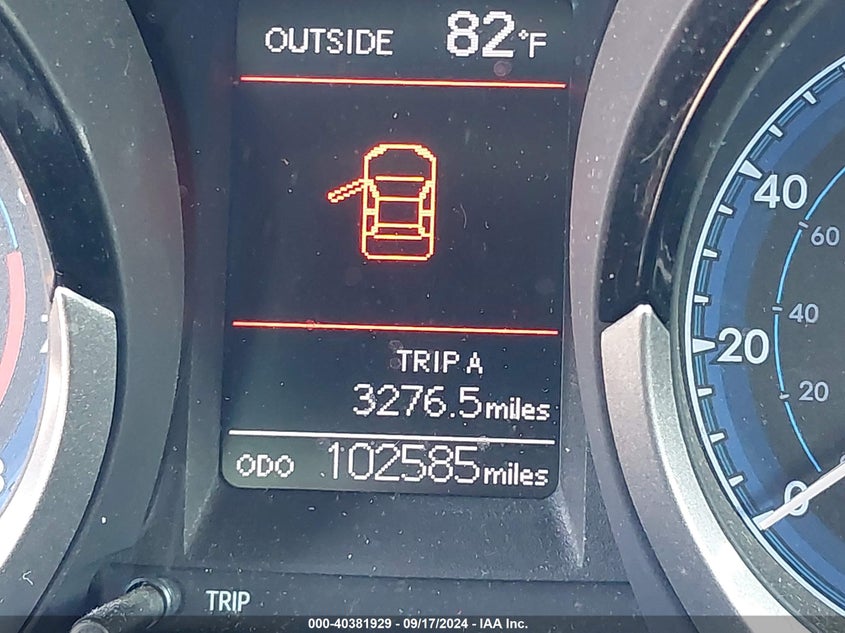 OUTSIDE 82°F
40
60
40
20
20
0
TRIP A
3276.5 miles
ODO 102585 miles
TRIP
000-40381929 - 09/17/2024 - IAA Inc.